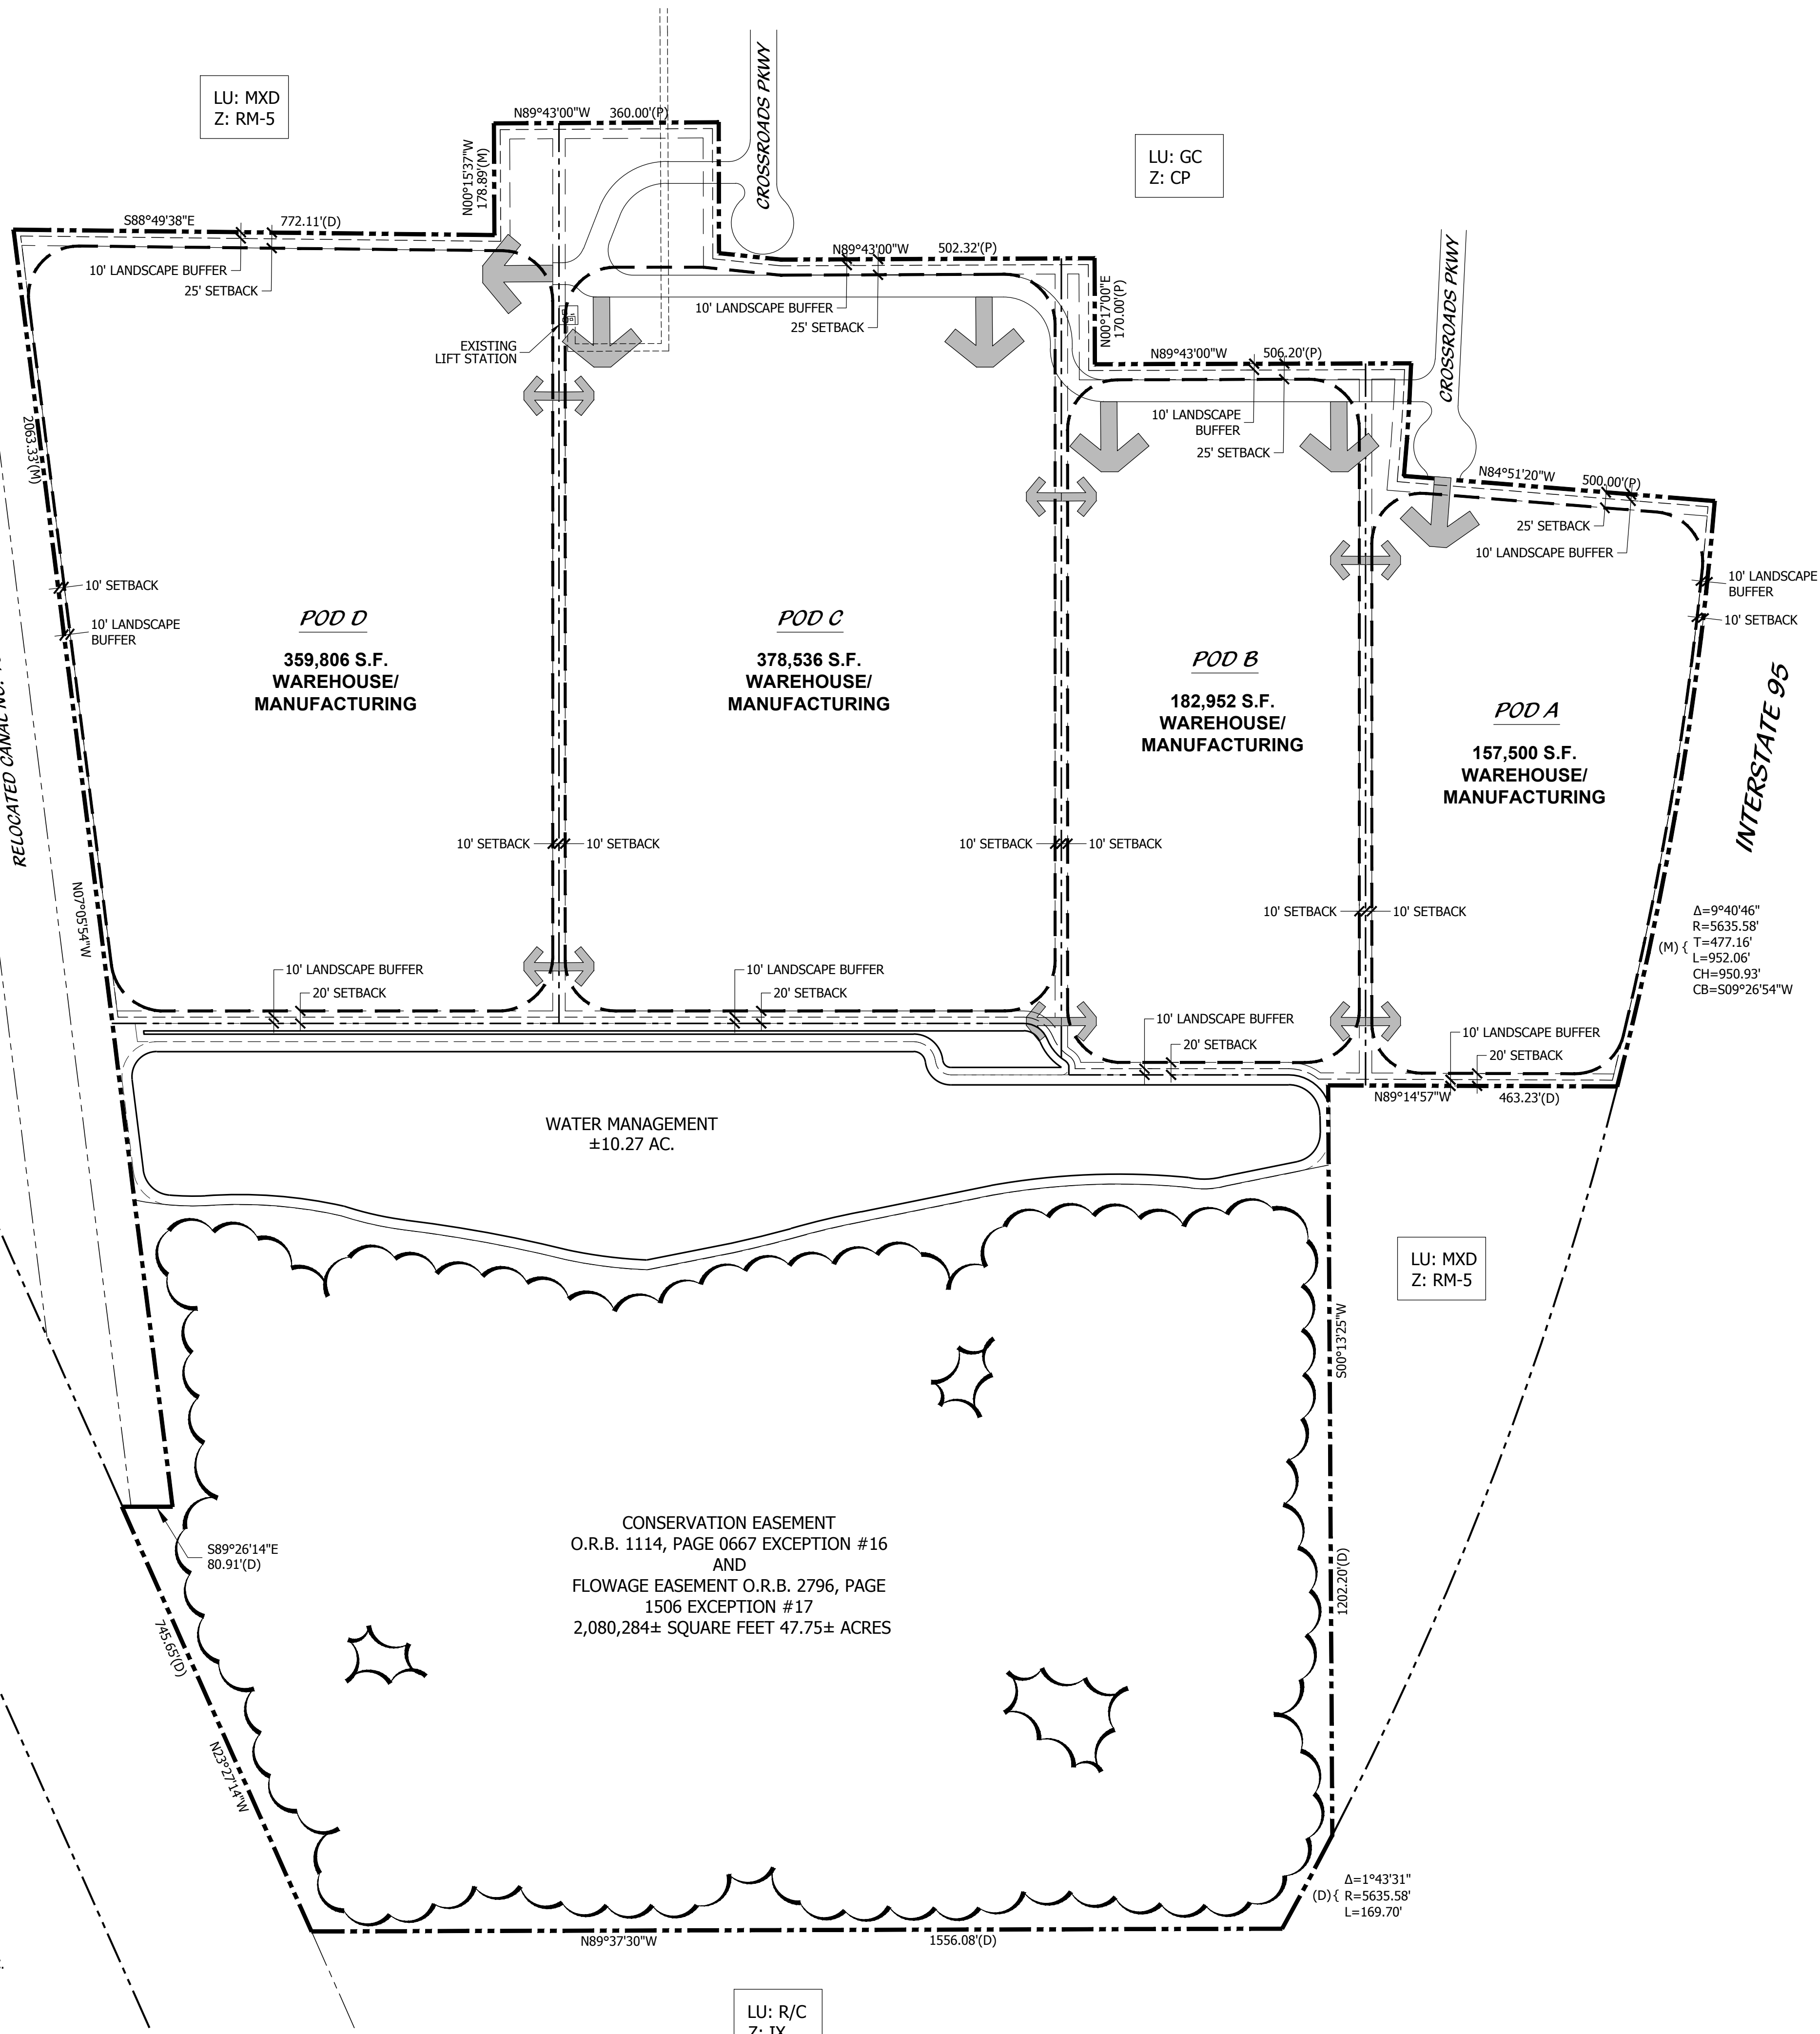 LU: MXD
Z: RM-5
N89°43'00"W 360.00'(P)
CROSSROADS PKWY
N00°15'37"W
178.89'(M)
LU: GC
Z: CP
S88°49'38"E 772.11'(D)
10' LANDSCAPE BUFFER
25' SETBACK
N89°43'00"W 502.32'(P)
10' LANDSCAPE BUFFER
25' SETBACK
N00°17'00"E
170.00'(P)
CROSSROADS PKWY
EXISTING
LIFT STATION
N89°43'00"W 506.20'(P)
10' LANDSCAPE
BUFFER
25' SETBACK
2063.33'(M)
N84°51'20"W 500.00'(P)
25' SETBACK
10' LANDSCAPE BUFFER
10' SETBACK
10' LANDSCAPE
BUFFER
10' LANDSCAPE
BUFFER
10' SETBACK
POD D
359,806 S.F.
WAREHOUSE/
MANUFACTURING
POD C
378,536 S.F.
WAREHOUSE/
MANUFACTURING
POD B
182,952 S.F.
WAREHOUSE/
MANUFACTURING
POD A
157,500 S.F.
WAREHOUSE/
MANUFACTURING
INTERSTATE 95
RELOCATED CANAL NO.
10' SETBACK
10' SETBACK
10' SETBACK
10' SETBACK
10' SETBACK
10' SETBACK
N07°05'54"W
(M) {
Δ=9°40'46"
R=5635.58'
T=477.16'
L=952.06'
CH=950.93'
CB=S09°26'54"W
10' LANDSCAPE BUFFER
20' SETBACK
10' LANDSCAPE BUFFER
20' SETBACK
10' LANDSCAPE BUFFER
20' SETBACK
10' LANDSCAPE BUFFER
20' SETBACK
N89°14'57"W 463.23'(D)
WATER MANAGEMENT
±10.27 AC.
LU: MXD
Z: RM-5
S00°13'25"W
1202.20'(D)
CONSERVATION EASEMENT
O.R.B. 1114, PAGE 0667 EXCEPTION #16
AND
FLOWAGE EASEMENT O.R.B. 2796, PAGE
1506 EXCEPTION #17
2,080,284± SQUARE FEET 47.75± ACRES
S89°26'14"E
80.91'(D)
745.65'(D)
N23°27'14"W
(D) {
Δ=1°43'31"
R=5635.58'
L=169.70'
N89°37'30"W 1556.08'(D)
LU: R/C
Z: IX